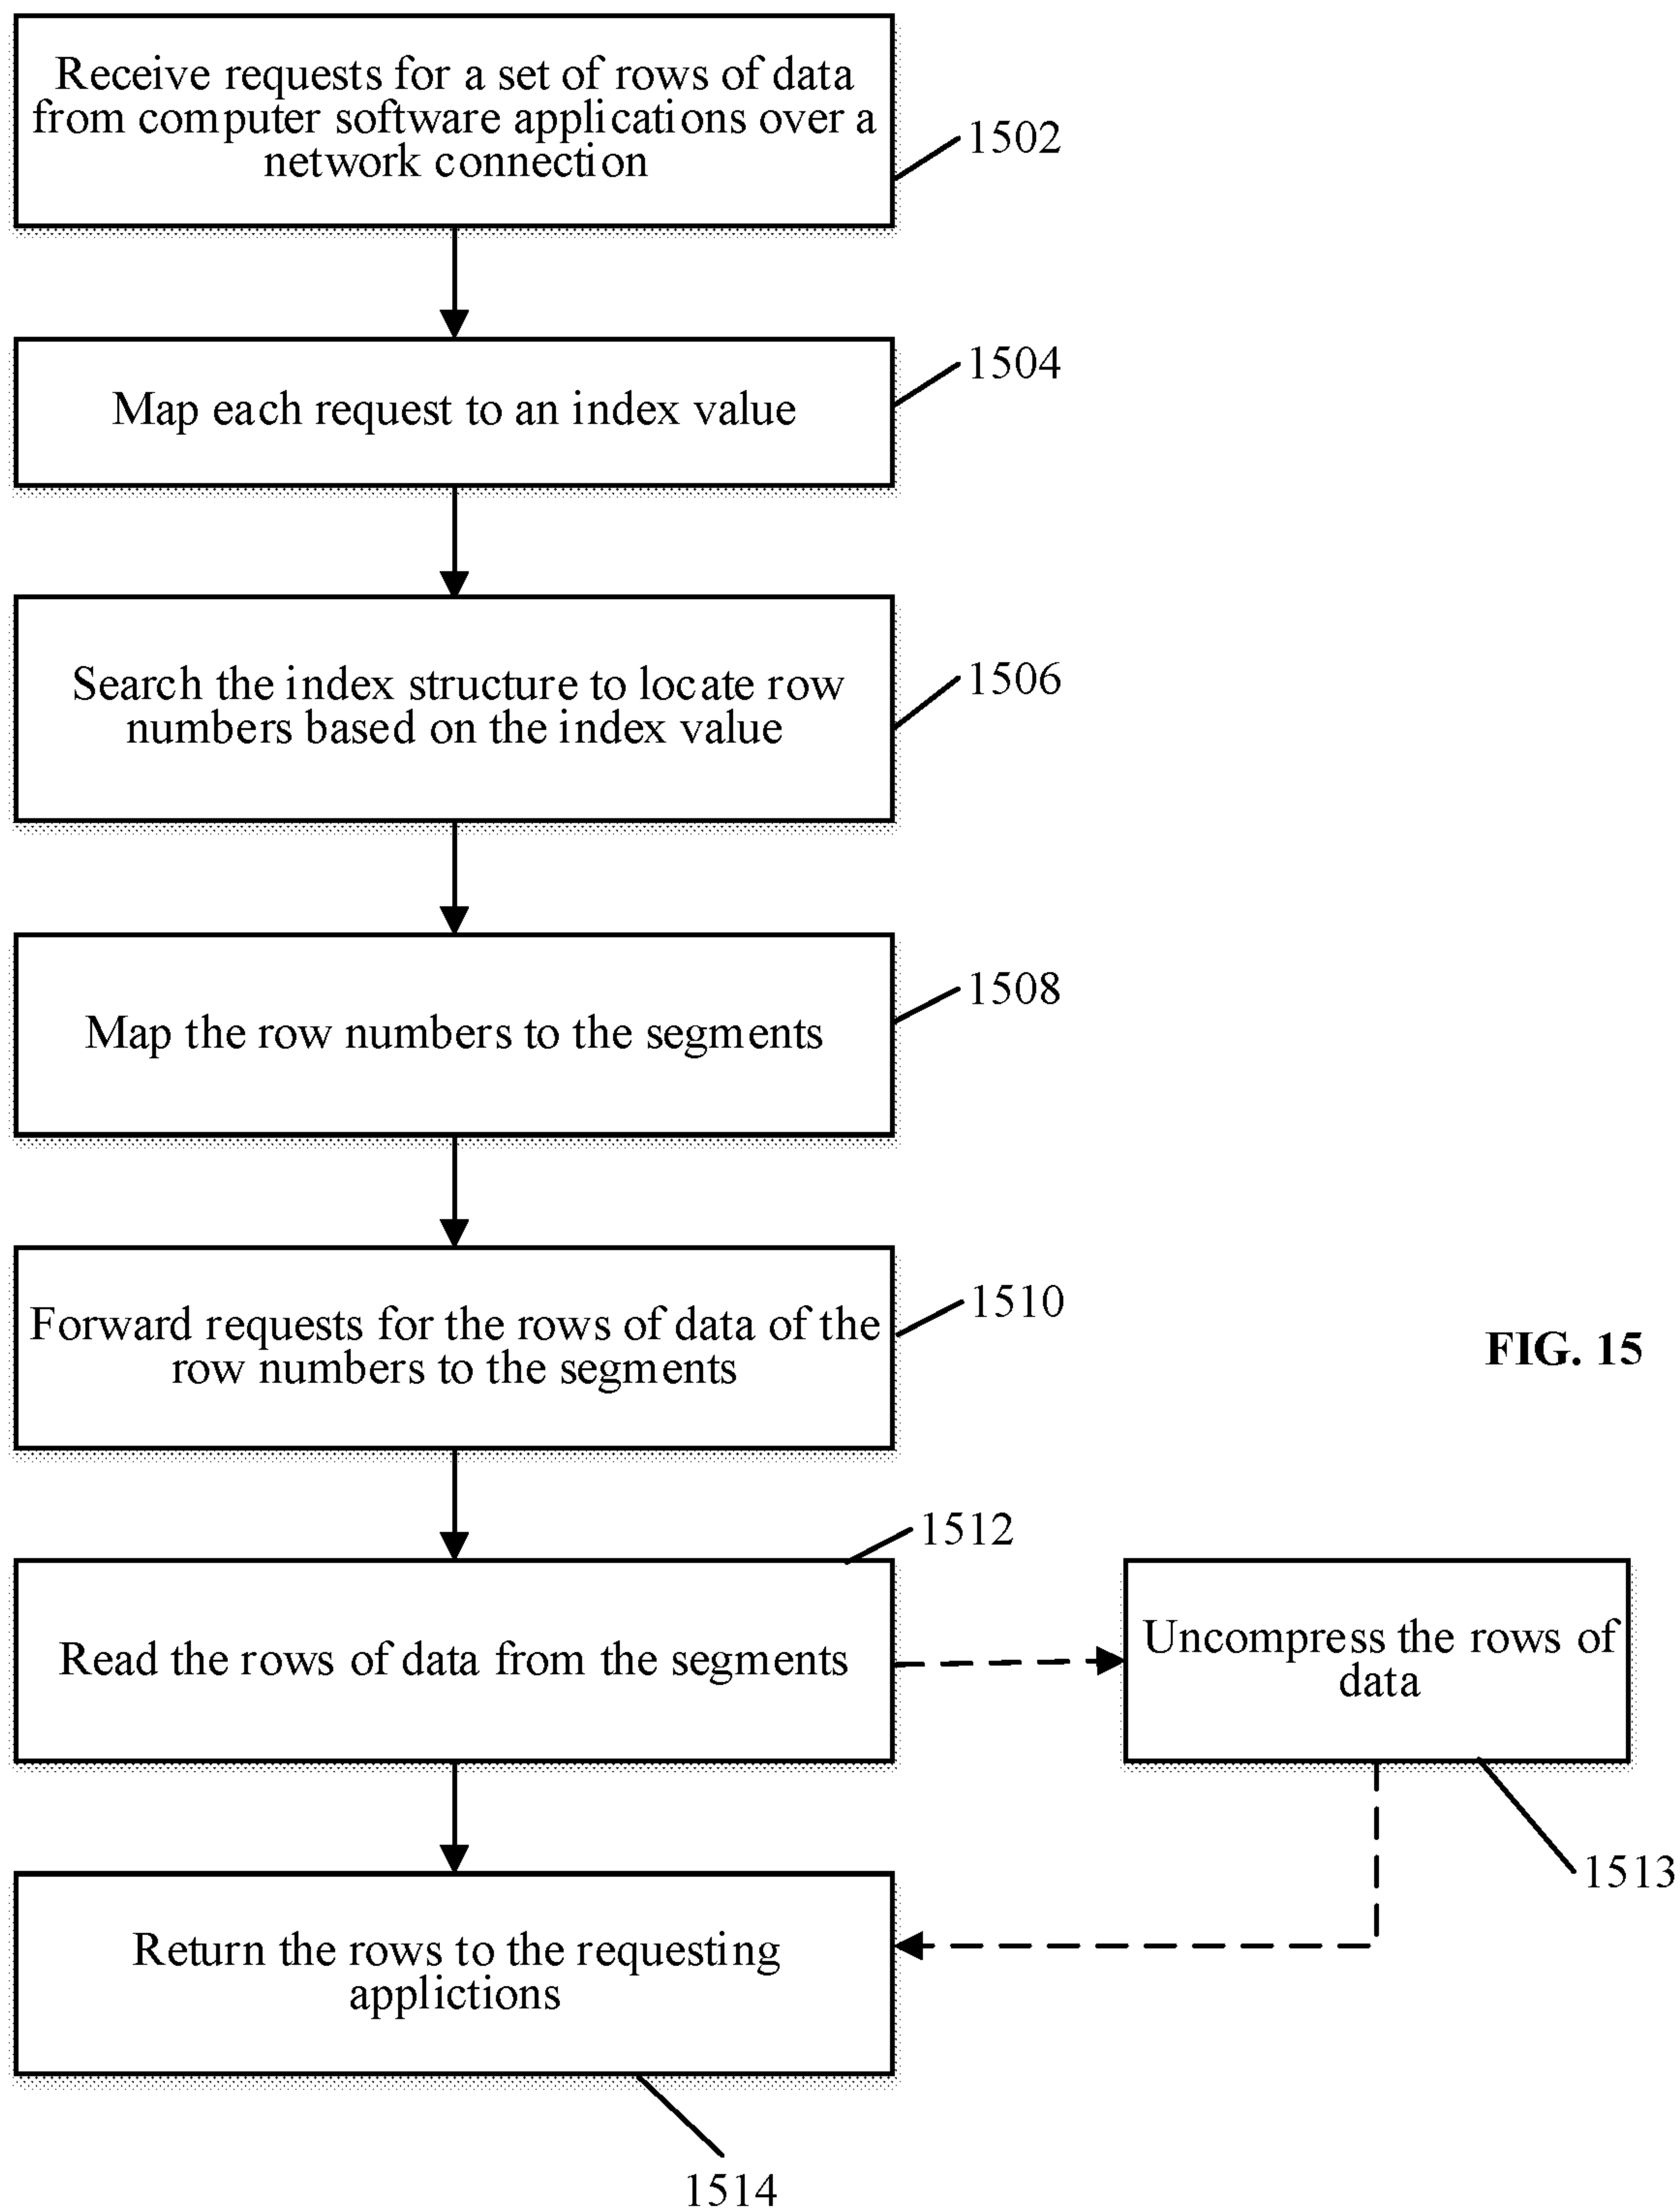 Receive requests for a set of rows of data
from computer software applications over a
network connection
1502
Map each request to an index value
1504
Search the index structure to locate row
numbers based on the index value
1506
Map the row numbers to the segments
1508
Forward requests for the rows of data of the
row numbers to the segments
1510
FIG. 15
Read the rows of data from the segments
1512
Uncompress the rows of
data
1513
Return the rows to the requesting
applictions
1514